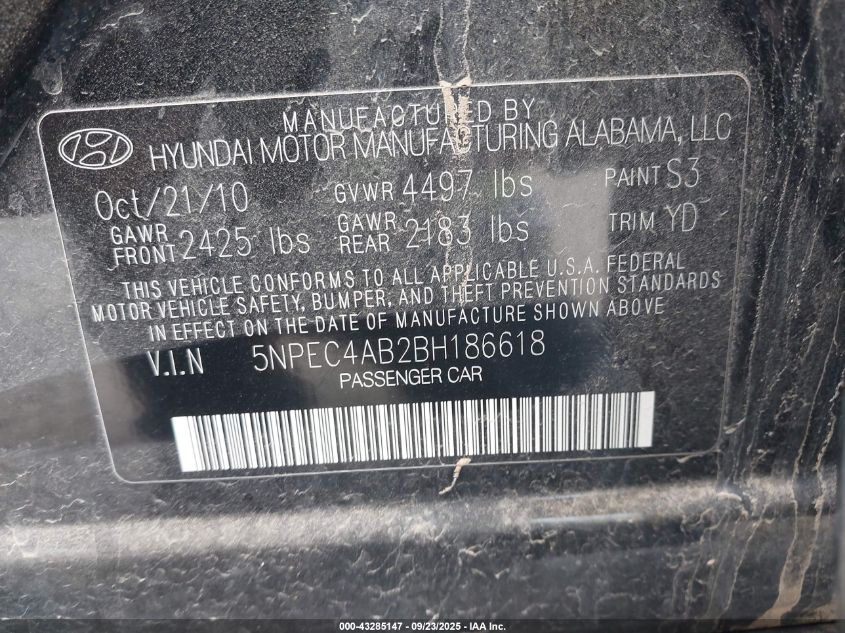 MANUFACTURED BY
HYUNDAI MOTOR MANUFACTURING ALABAMA, LLC
Oct/21/10 GVWR 4497 lbs PAINT S3
GAWR FRONT 2425 lbs GAWR REAR 2183 lbs TRIM YD
THIS VEHICLE CONFORMS TO ALL APPLICABLE U.S.A. FEDERAL
MOTOR VEHICLE SAFETY, BUMPER, AND THEFT PREVENTION STANDARDS
IN EFFECT ON THE DATE OF MANUFACTURE SHOWN ABOVE
V.I.N 5NPEC4AB2BH186618
PASSENGER CAR
000-43285147 - 09/23/2025 - IAA Inc.